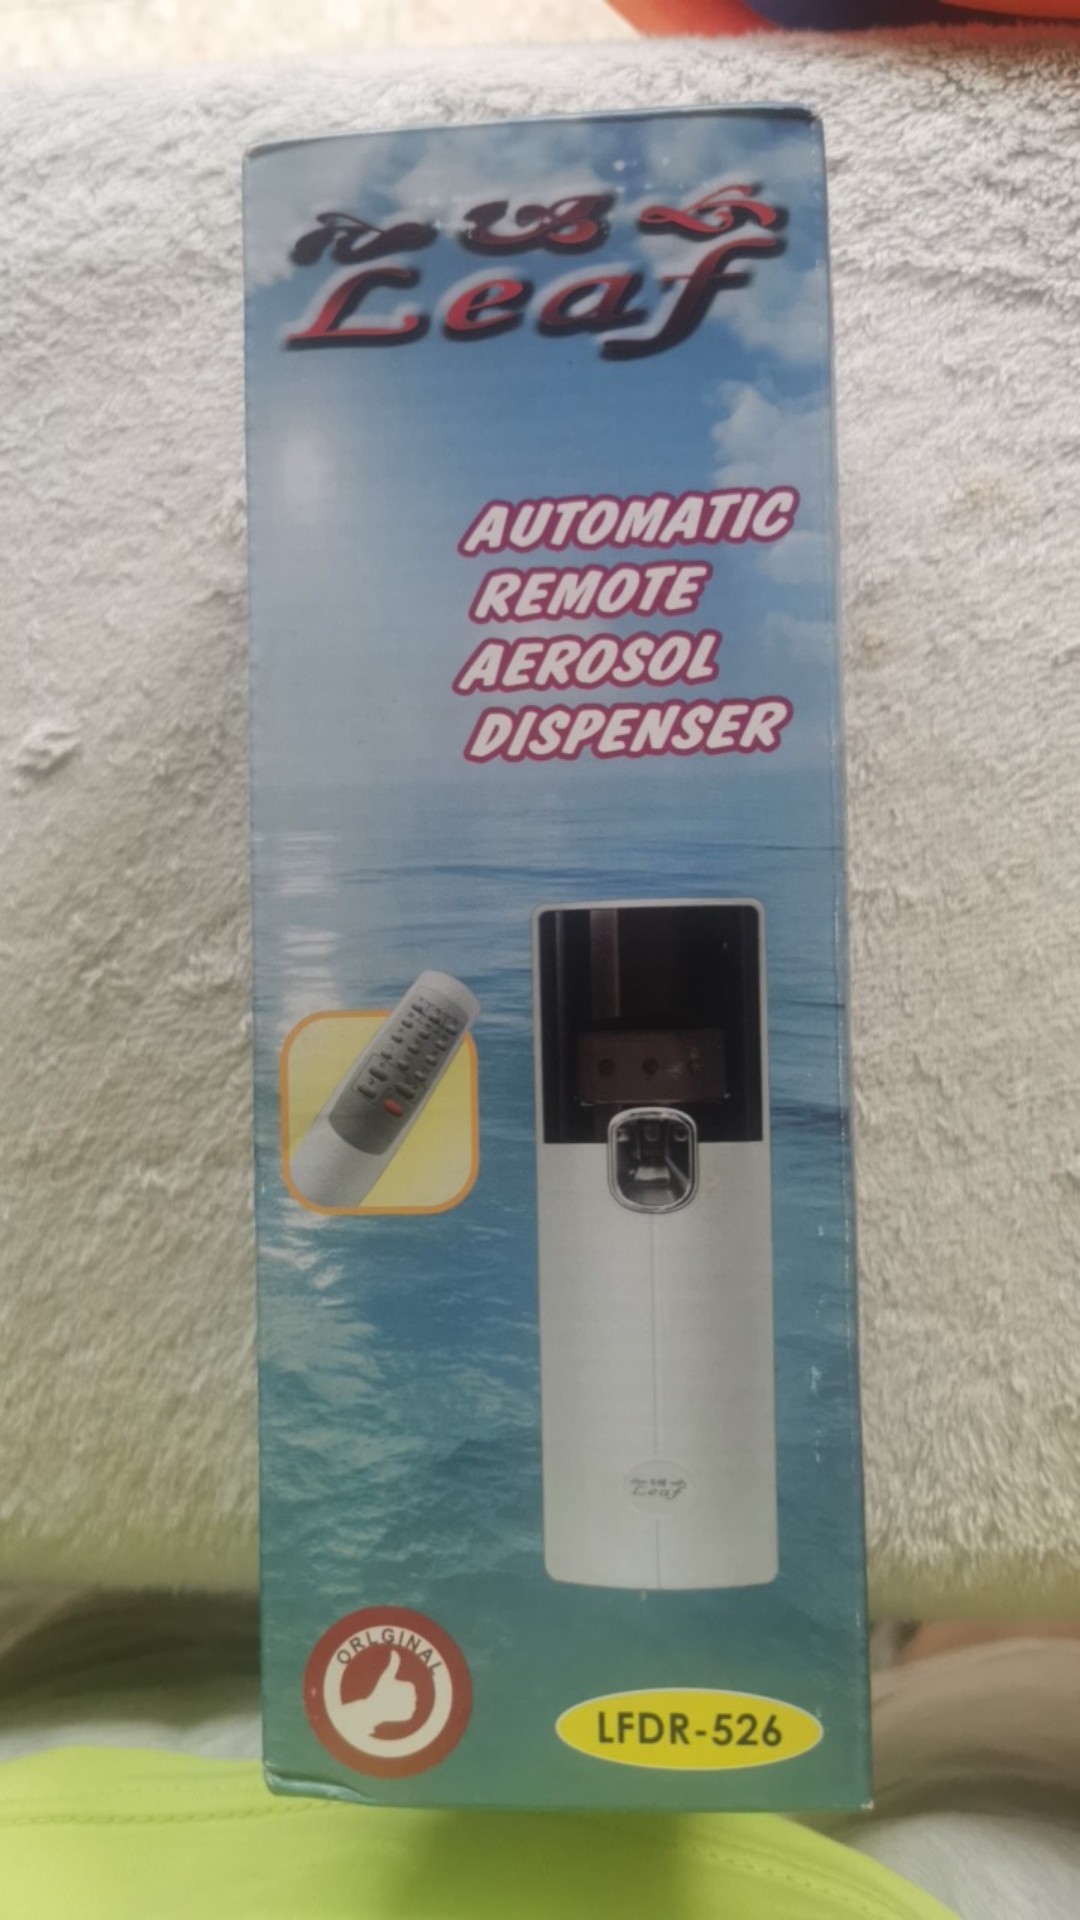 Leaf
AUTOMATIC
REMOTE
AEROSOL
DISPENSER
Leaf
ORLGINAL
LFDR-526